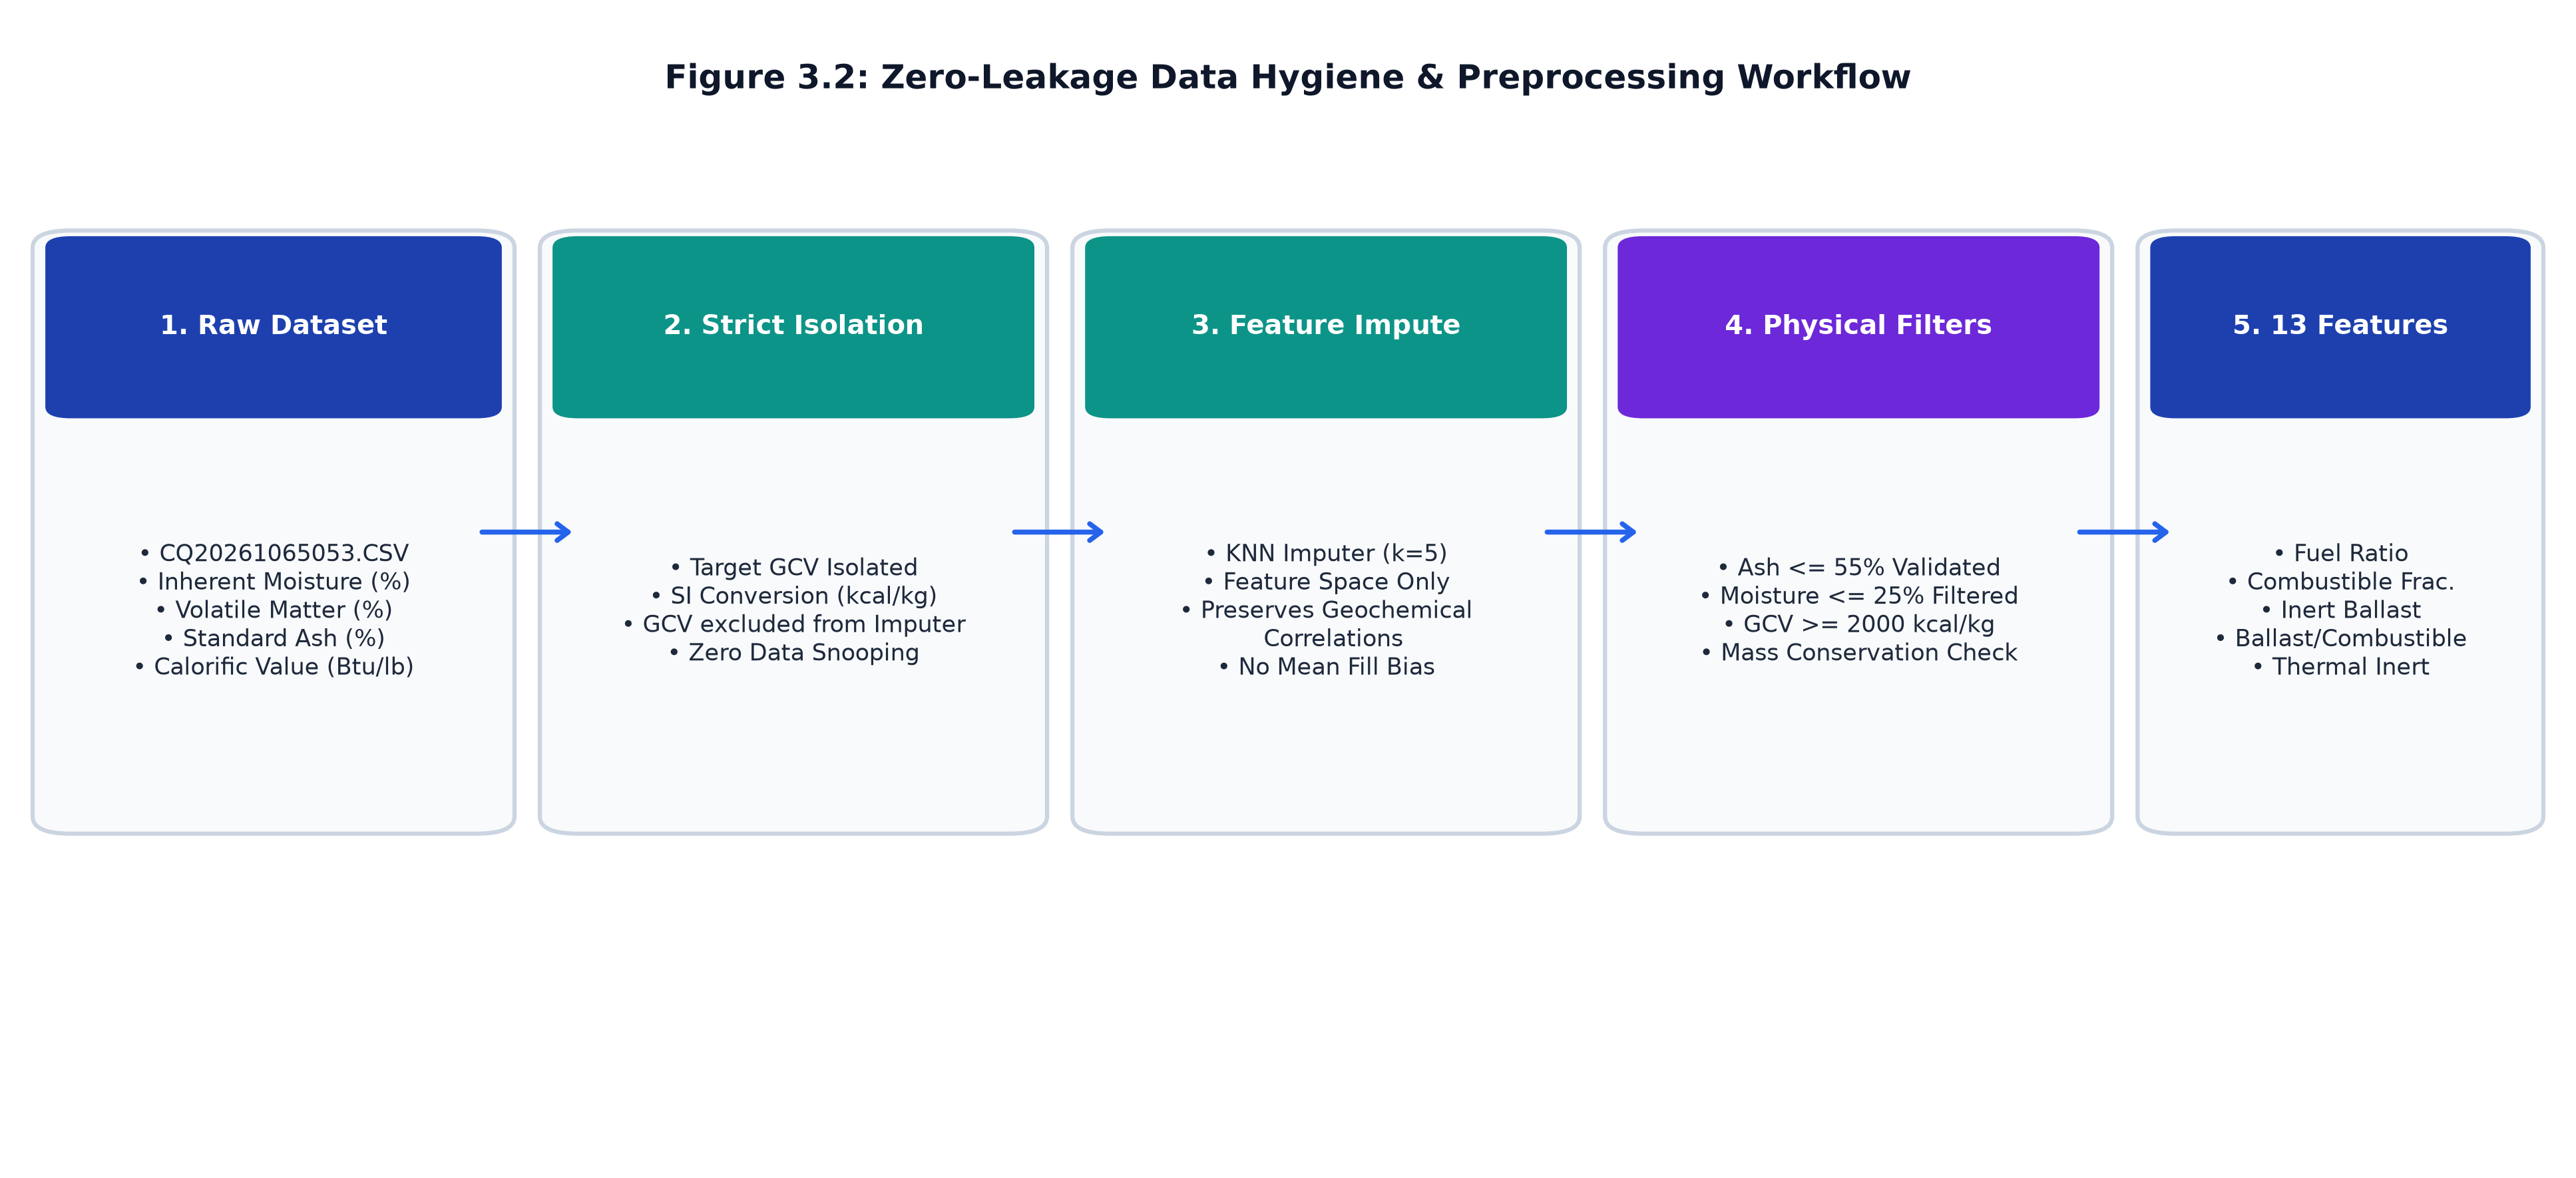 Figure 3.2: Zero-Leakage Data Hygiene & Preprocessing Workflow
1. Raw Dataset
• CQ20261065053.CSV
• Inherent Moisture (%)
• Volatile Matter (%)
• Standard Ash (%)
• Calorific Value (Btu/lb)
2. Strict Isolation
• Target GCV Isolated
• SI Conversion (kcal/kg)
• GCV excluded from Imputer
• Zero Data Snooping
3. Feature Impute
• KNN Imputer (k=5)
• Feature Space Only
• Preserves Geochemical
Correlations
• No Mean Fill Bias
4. Physical Filters
• Ash <= 55% Validated
• Moisture <= 25% Filtered
• GCV >= 2000 kcal/kg
• Mass Conservation Check
5. 13 Features
• Fuel Ratio
• Combustible Frac.
• Inert Ballast
• Ballast/Combustible
• Thermal Inert